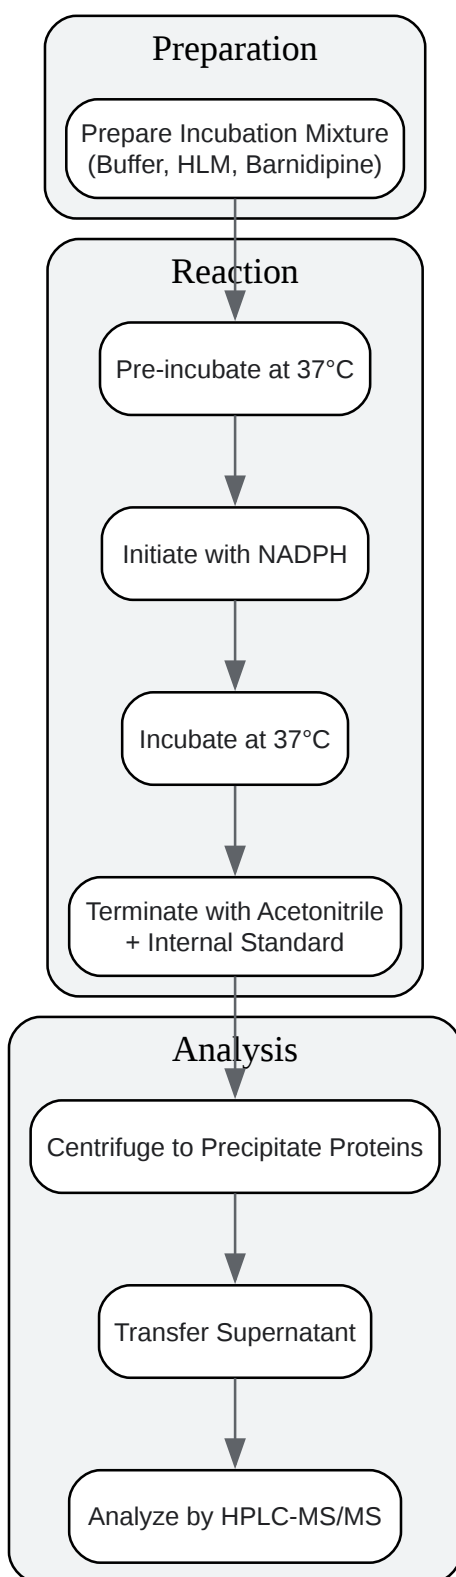 Preparation
Prepare Incubation Mixture
(Buffer, HLM, Barnidipine)
Reaction
Pre-incubate at 37°C
Initiate with NADPH
Incubate at 37°C
Terminate with Acetonitrile
+ Internal Standard
Analysis
Centrifuge to Precipitate Proteins
Transfer Supernatant
Analyze by HPLC-MS/MS